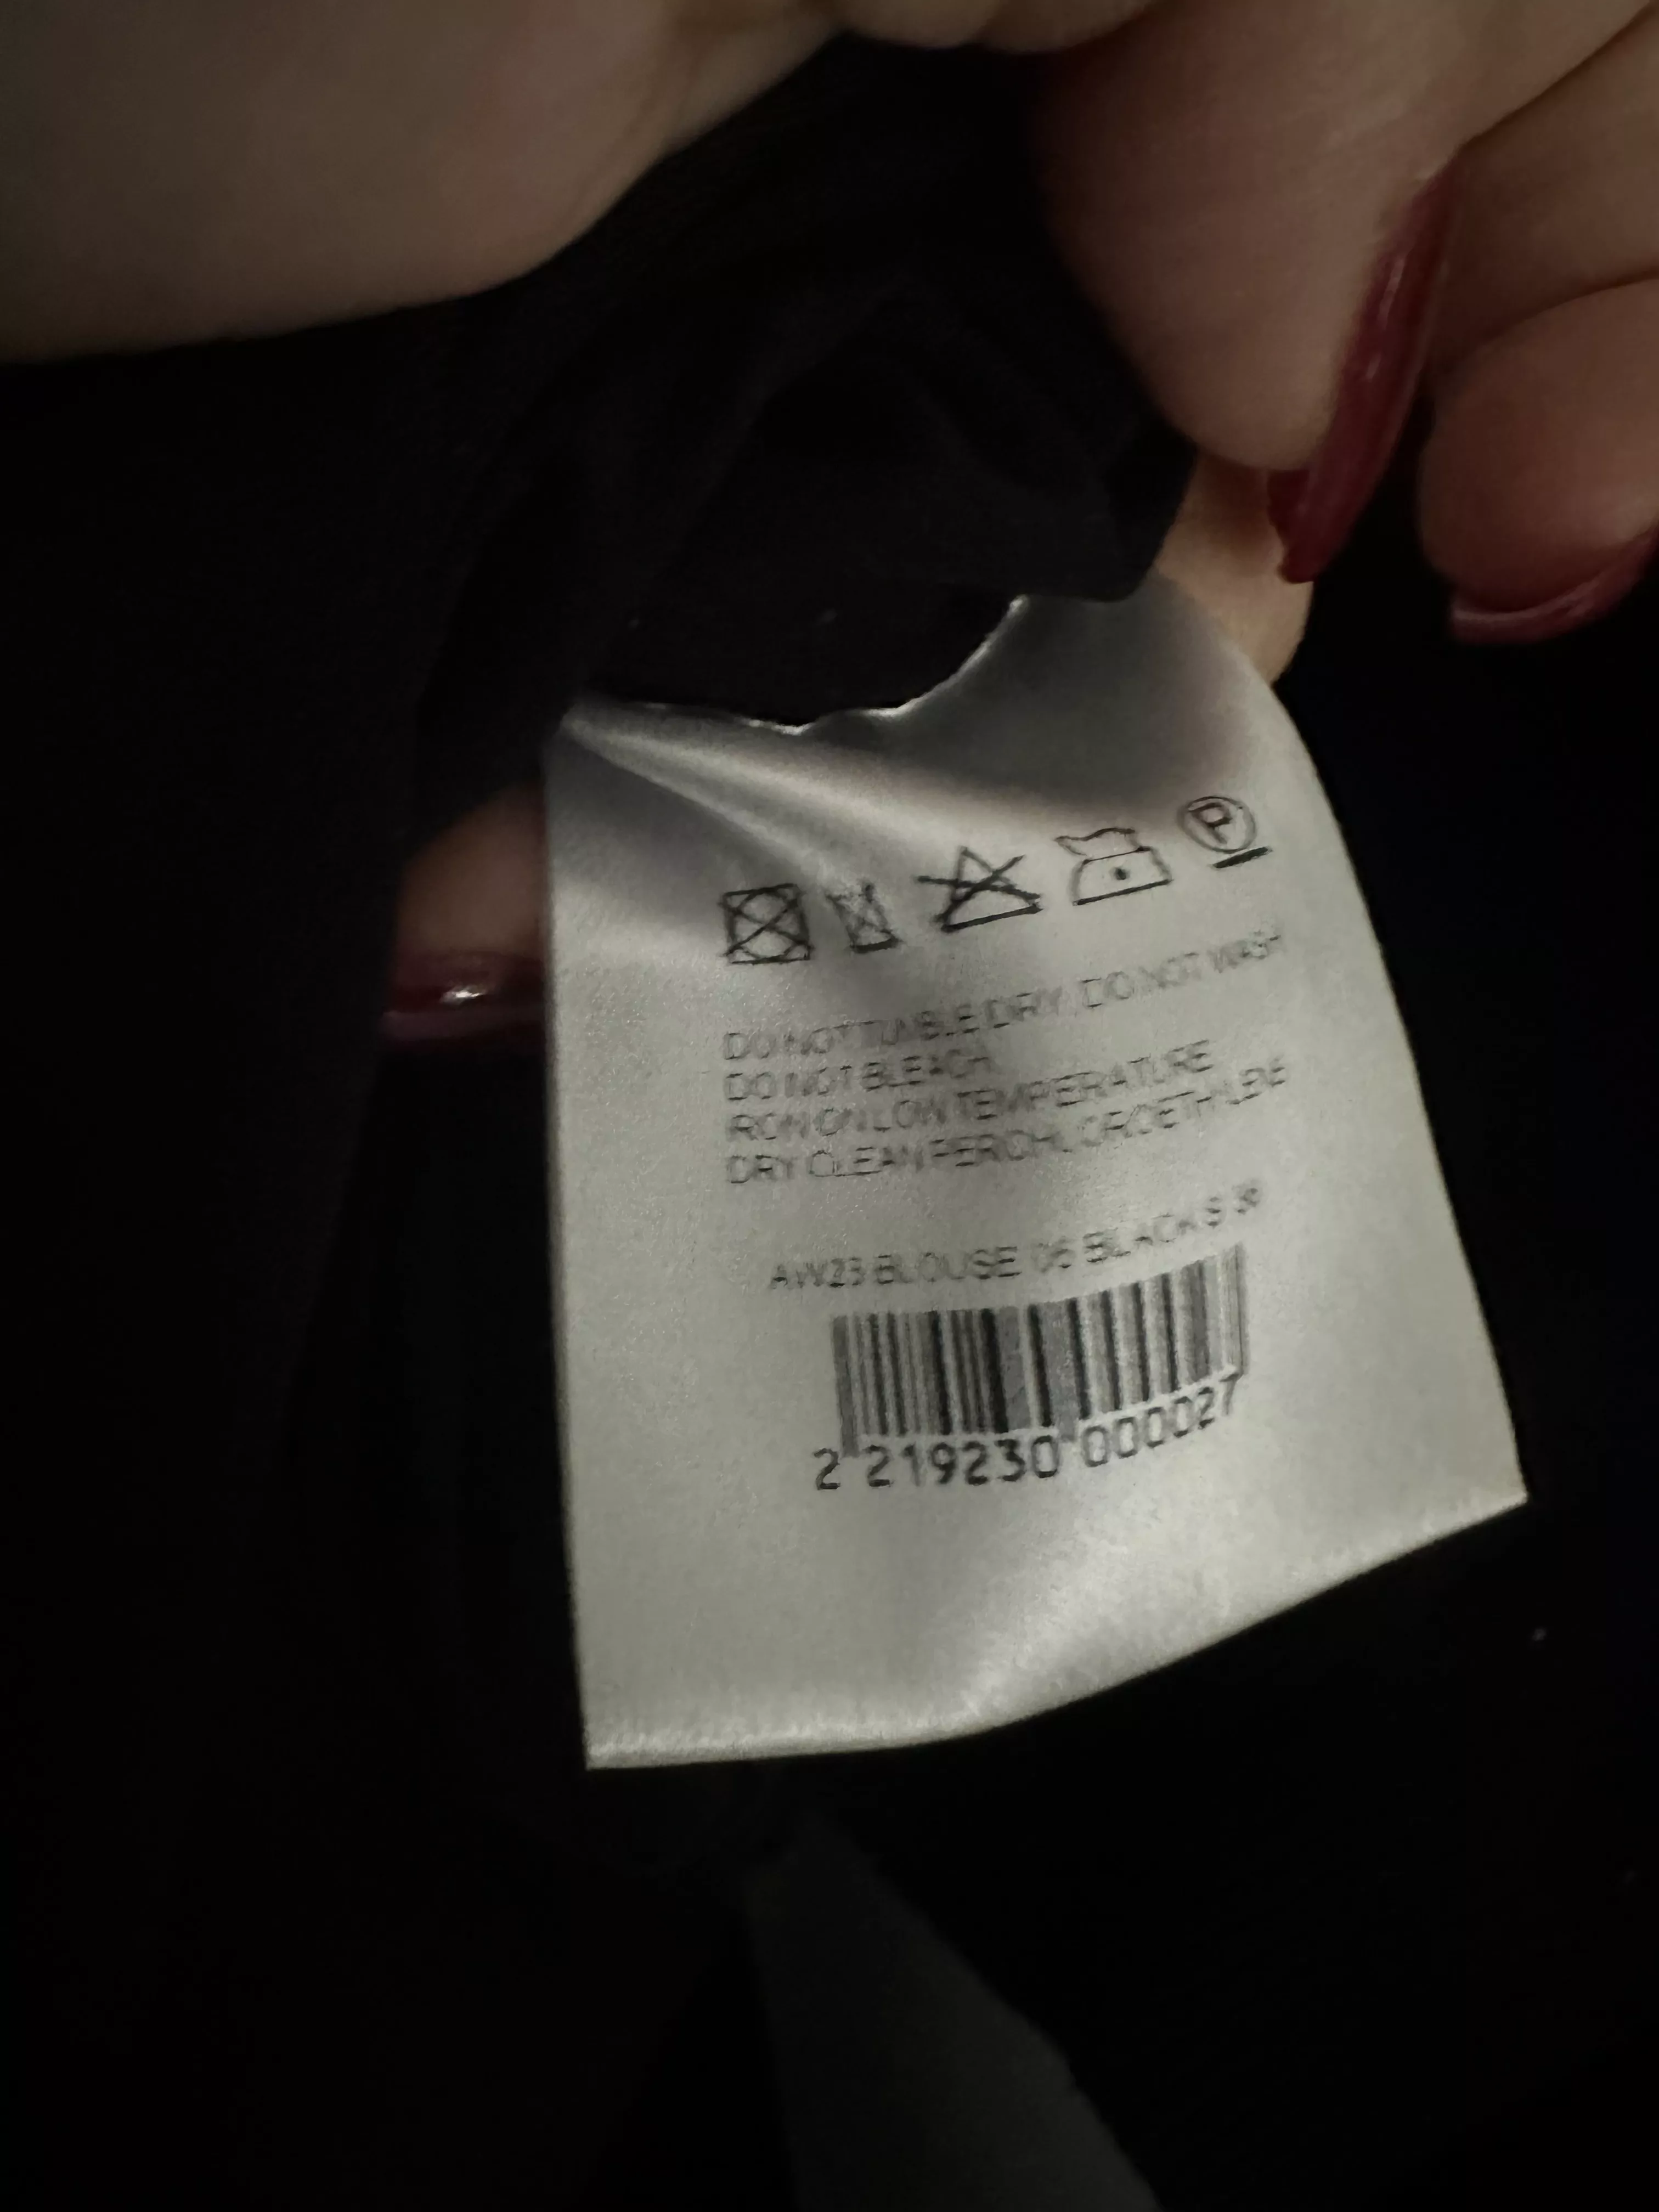 P
DO NOT TUMBLE DRY, DO NOT WASH
DO NOT BLEACH
IRON ON LOW TEMPERATURE
DRY CLEAN PERCHLOROETHYLENE
AW23 BLOUSE 06 BLACK S
2 219230 000027